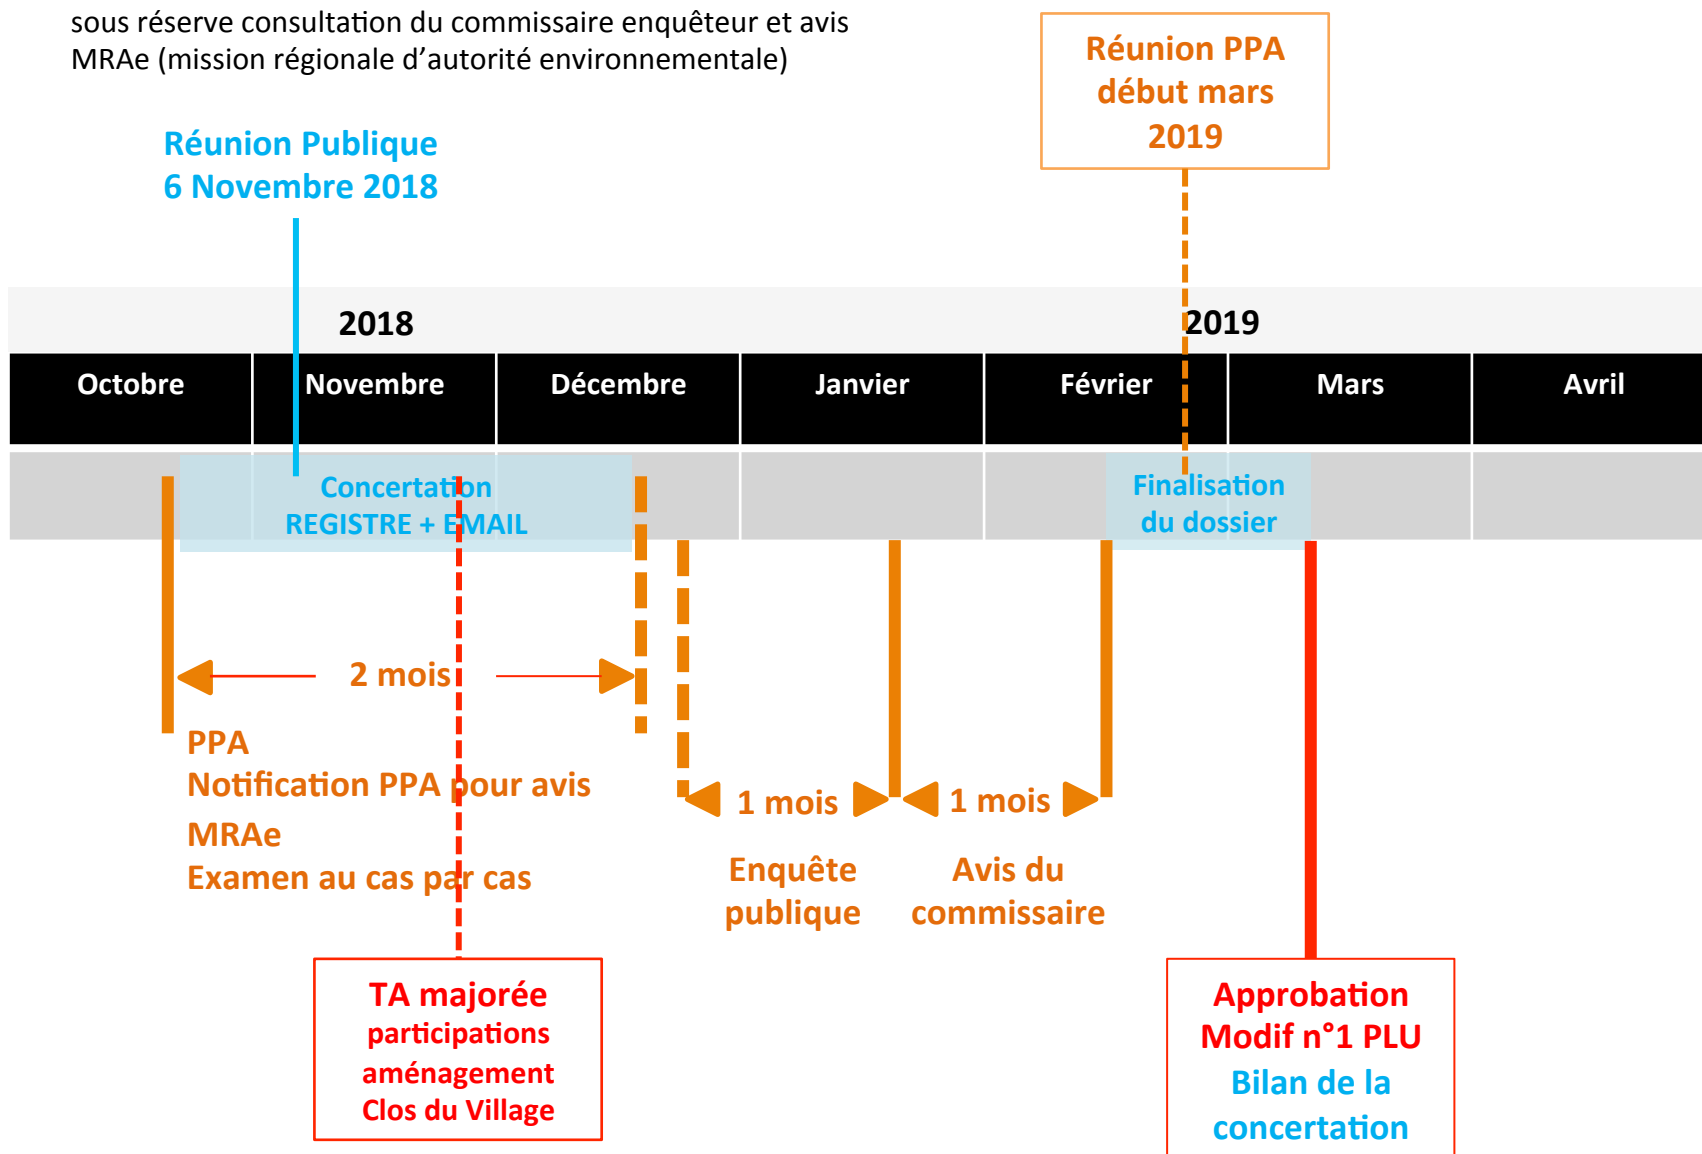 sous réserve consultation du commissaire enquêteur et avis
MRAe (mission régionale d’autorité environnementale)
Réunion PPA
début mars
2019
Réunion Publique
6 Novembre 2018
2018
2019
Octobre
Novembre
Décembre
Janvier
Février
Mars
Avril
Concertation
REGISTRE + EMAIL
Finalisation
du dossier
2 mois
PPA
Notification PPA pour avis
MRAe
Examen au cas par cas
1 mois
1 mois
Enquête
publique
Avis du
commissaire
TA majorée
participations
aménagement
Clos du Village
Approbation
Modif n°1 PLU
Bilan de la
concertation